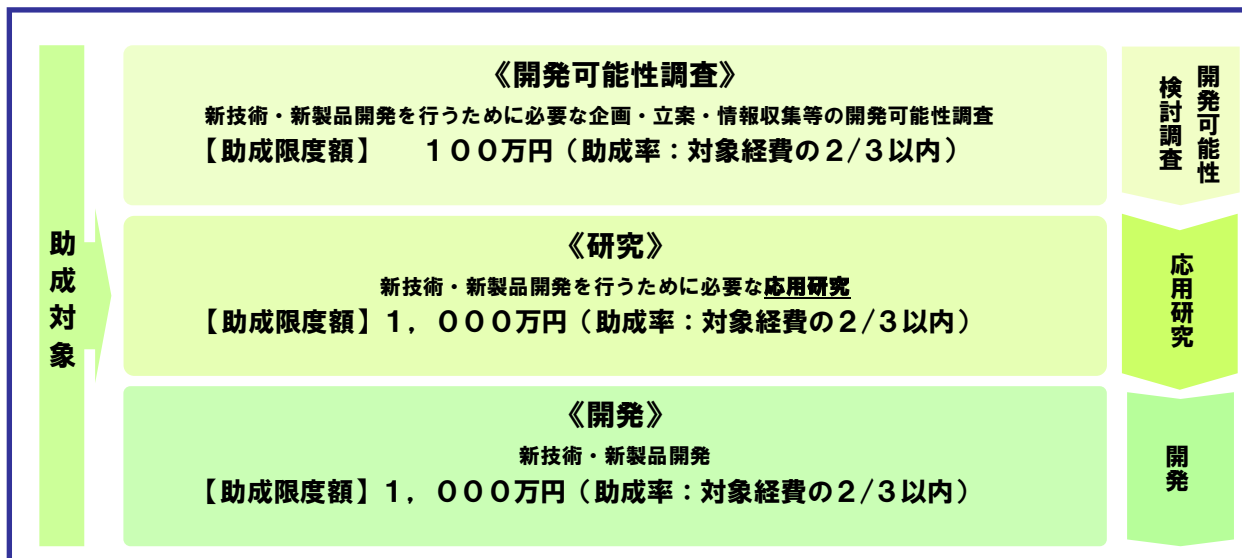 助成対象
《開発可能性調査》
新技術・新製品開発を行うために必要な企画・立案・情報収集等の開発可能性調査
【助成限度額】　１００万円（助成率：対象経費の２/３以内）
開発可能性
検討調査
《研究》
新技術・新製品開発を行うために必要な応用研究
【助成限度額】１，０００万円（助成率：対象経費の２/３以内）
応用研究
《開発》
新技術・新製品開発
【助成限度額】１，０００万円（助成率：対象経費の２/３以内）
開発